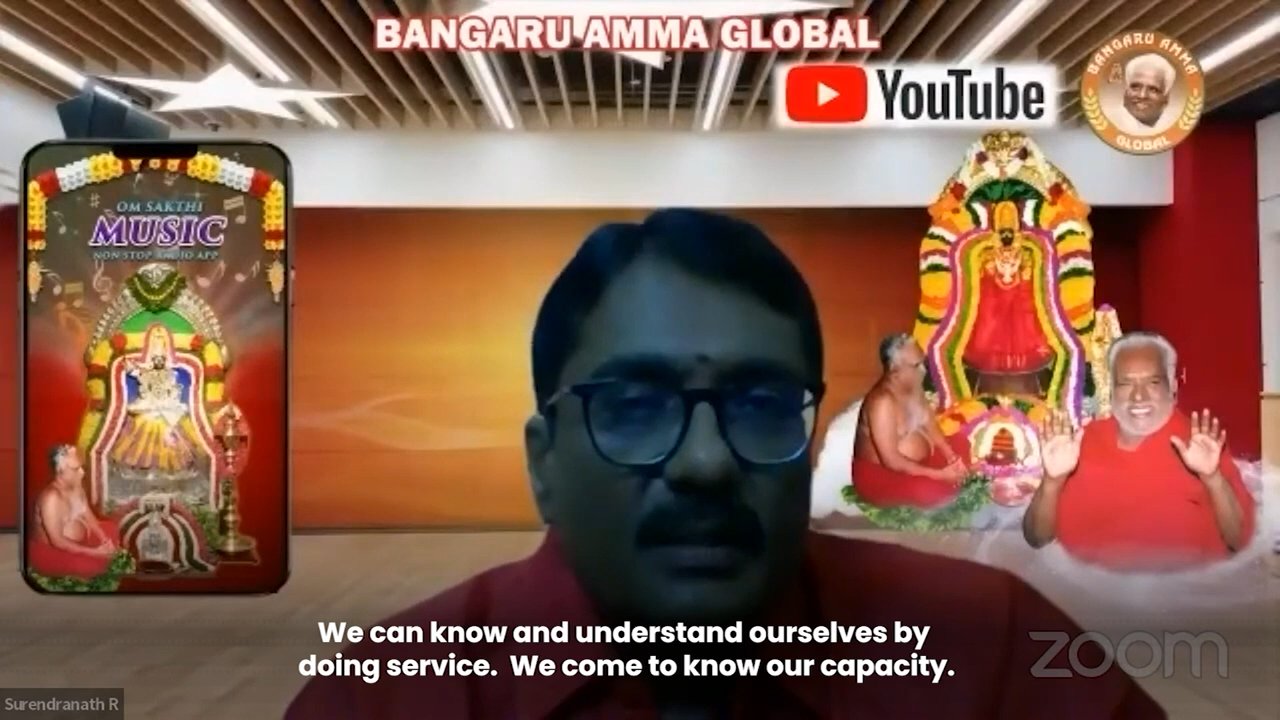 BANGARU AMMA GLOBAL
YouTube
BANGARU AMMA
GLOBAL
OM SAKTHI
MUSIC
NON STOP RADIO APP
We can know and understand ourselves by
doing service. We come to know our capacity.
zoom
Surendranath R